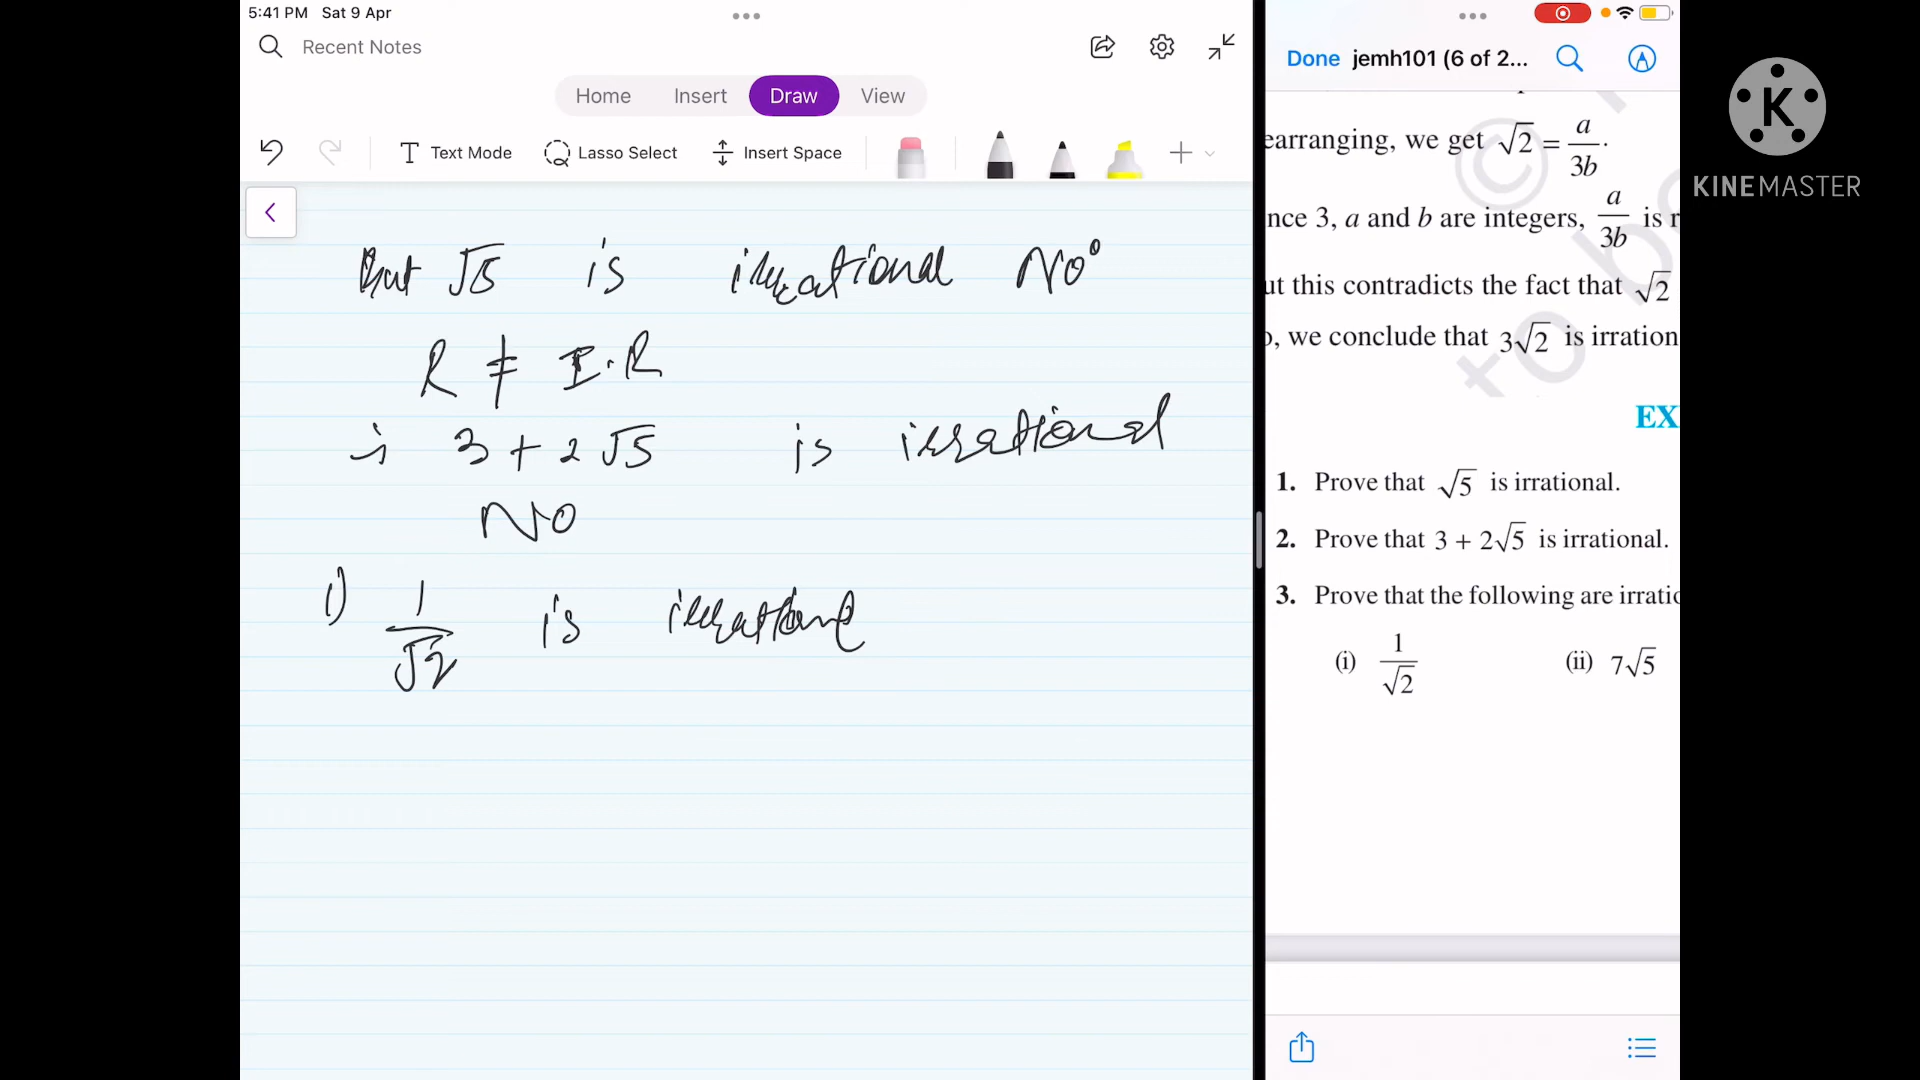 5:41 PM Sat 9 Apr
Recent Notes
Home Insert Draw View
Text Mode Lasso Select Insert Space
But √5 is irrational No
R ≠ I.R
∴ 3 + 2√5 is irrational
No
i) 1/√2 is irrational
Done jemh101 (6 of 2...
earranging, we get √2 = a/3b.
nce 3, a and b are integers, a/3b is r
ut this contradicts the fact that √2
o, we conclude that 3√2 is irration
EX
1. Prove that √5 is irrational.
2. Prove that 3 + 2√5 is irrational.
3. Prove that the following are irratio
(i) 1/√2 (ii) 7√5
© 
to be
K
KINEMASTER